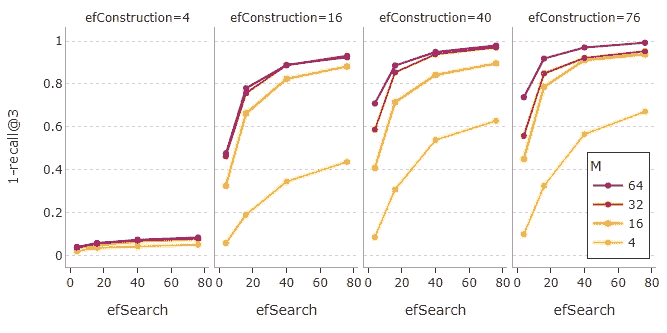 efConstruction=4 efConstruction=16 efConstruction=40 efConstruction=76
1-recall@3
1
0.8
0.6
0.4
0.2
0
M
64
32
16
4
0 20 40 60 80 0 20 40 60 80 0 20 40 60 80 0 20 40 60 80
efSearch efSearch efSearch efSearch